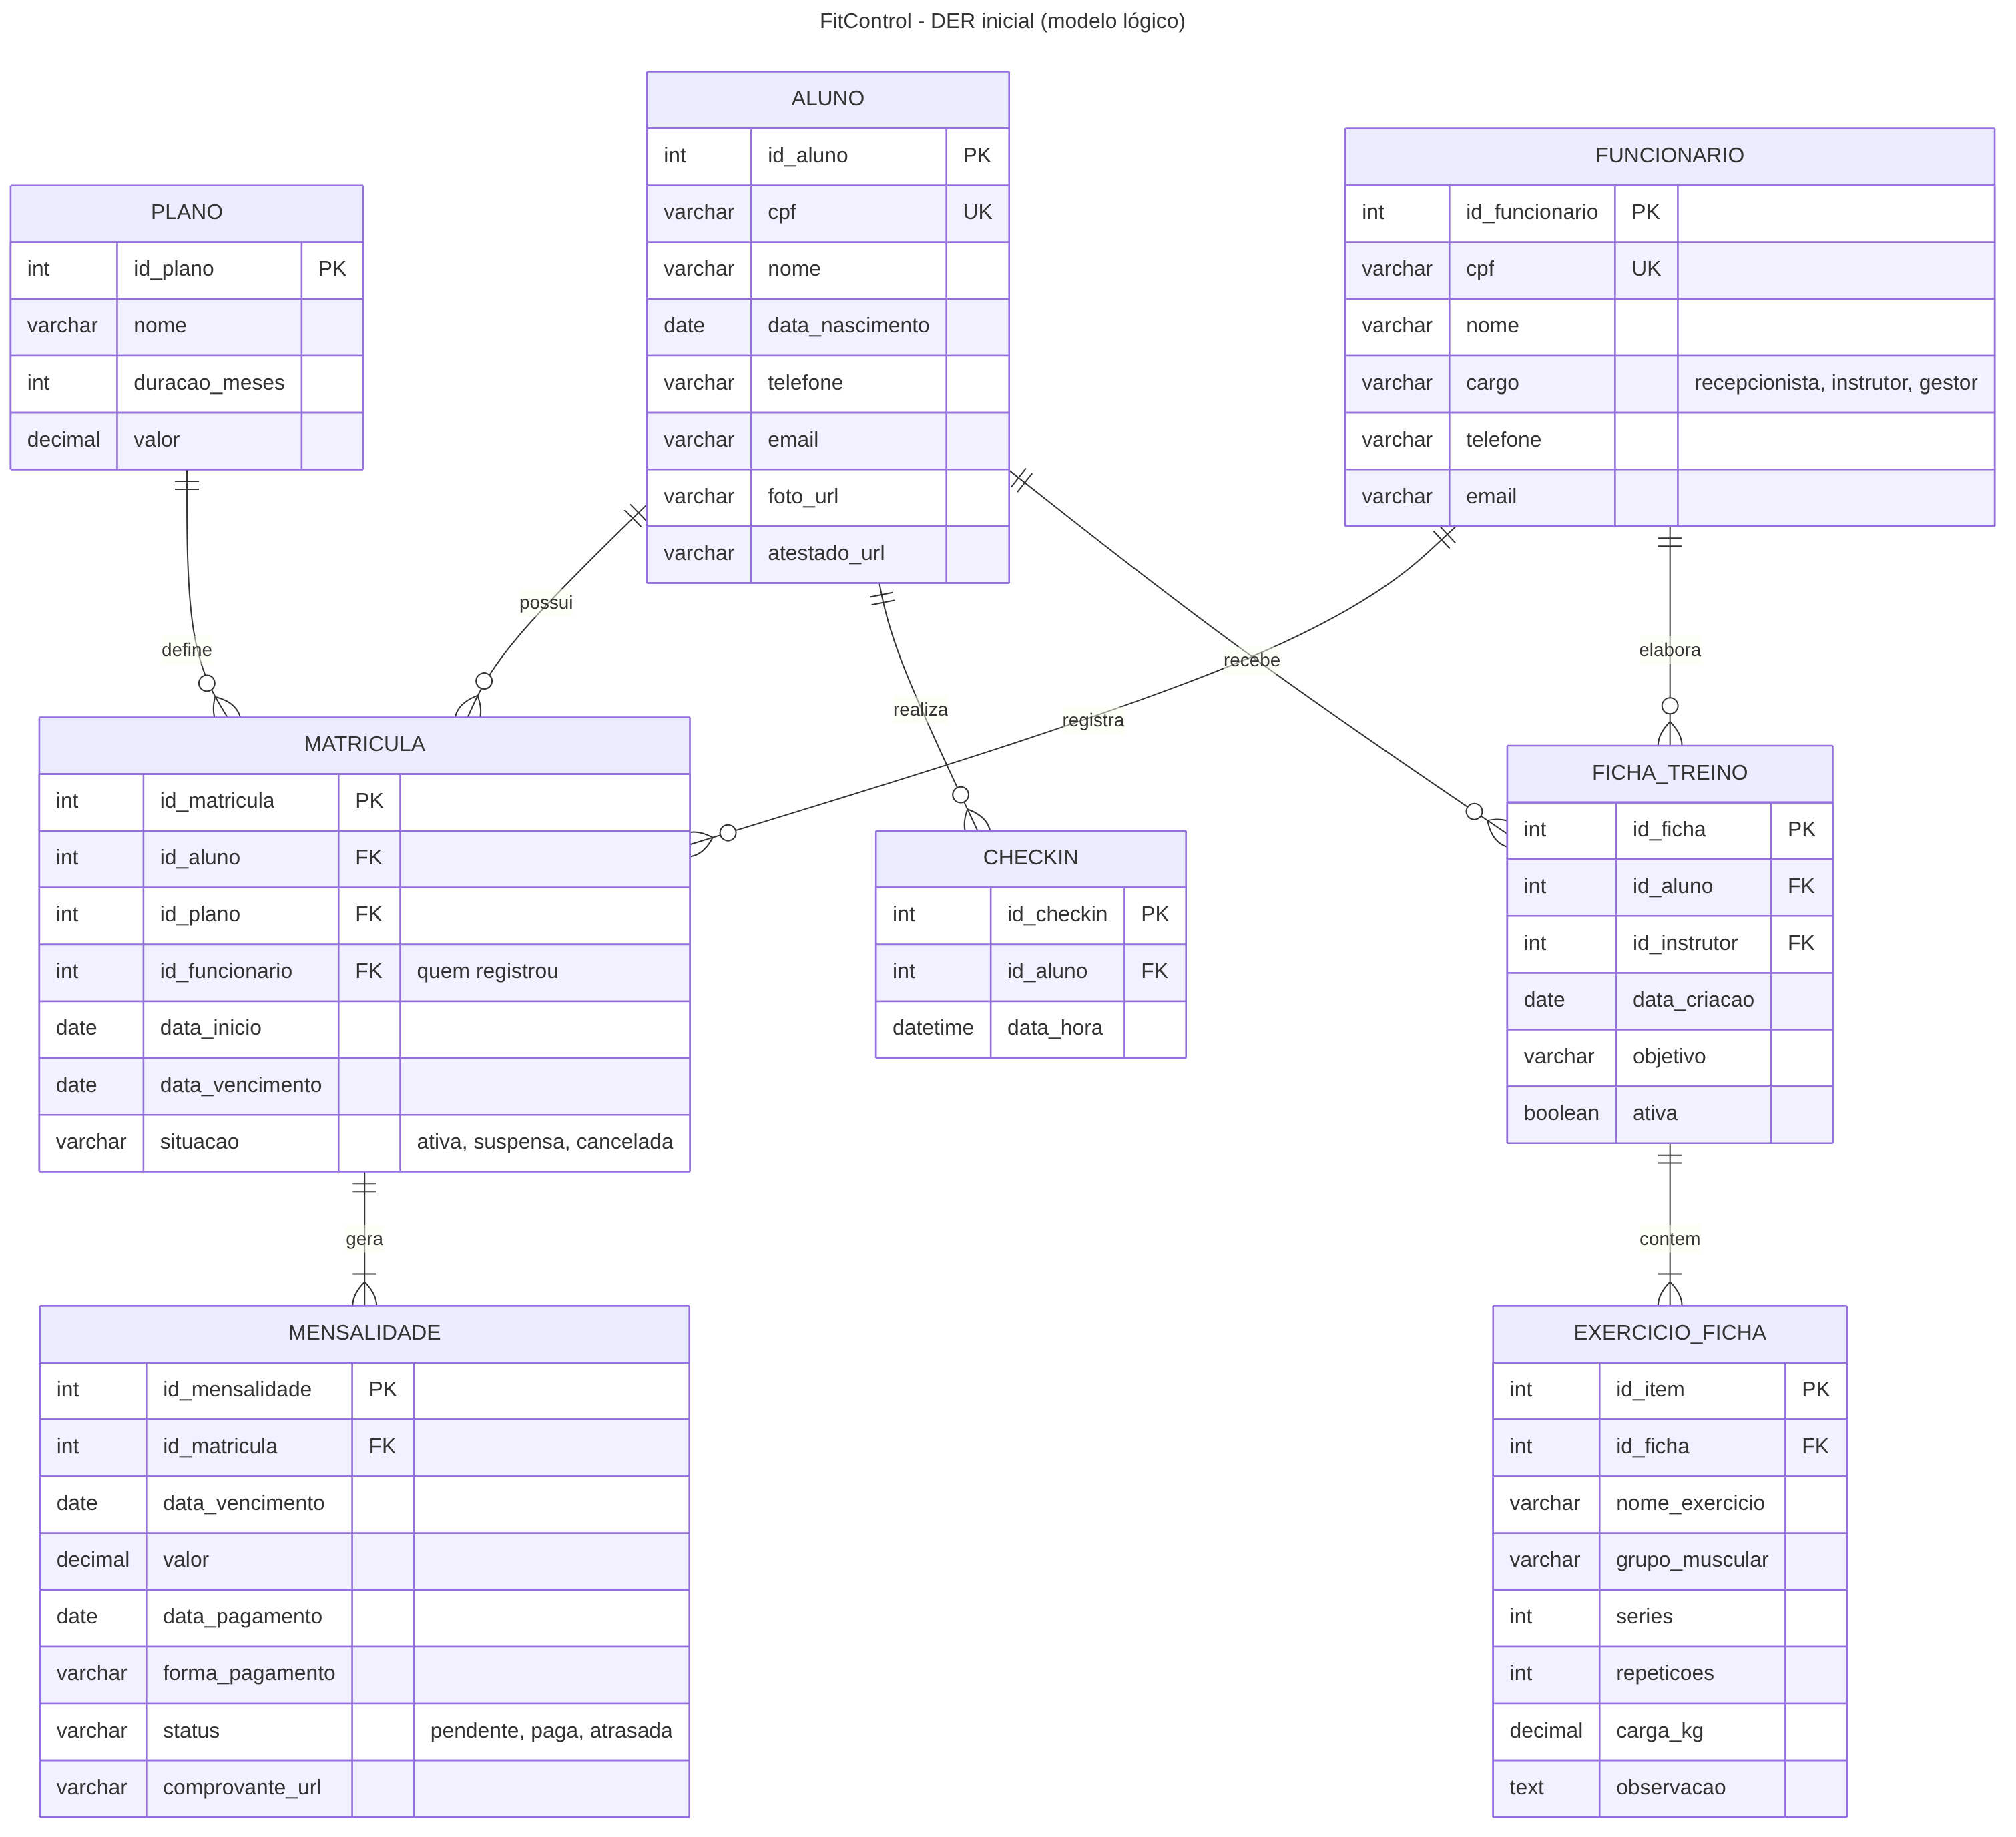 FitControl - DER inicial (modelo lógico)
PLANO
int id_plano PK
varchar nome
int duracao_meses
decimal valor
ALUNO
int id_aluno PK
varchar cpf UK
varchar nome
date data_nascimento
varchar telefone
varchar email
varchar foto_url
varchar atestado_url
FUNCIONARIO
int id_funcionario PK
varchar cpf UK
varchar nome
varchar cargo recepcionista, instrutor, gestor
varchar telefone
varchar email
define
possui
realiza
registra
recebe
elabora
MATRICULA
int id_matricula PK
int id_aluno FK
int id_plano FK
int id_funcionario FK quem registrou
date data_inicio
date data_vencimento
varchar situacao ativa, suspensa, cancelada
CHECKIN
int id_checkin PK
int id_aluno FK
datetime data_hora
FICHA_TREINO
int id_ficha PK
int id_aluno FK
int id_instrutor FK
date data_criacao
varchar objetivo
boolean ativa
gera
contem
MENSALIDADE
int id_mensalidade PK
int id_matricula FK
date data_vencimento
decimal valor
date data_pagamento
varchar forma_pagamento
varchar status pendente, paga, atrasada
varchar comprovante_url
EXERCICIO_FICHA
int id_item PK
int id_ficha FK
varchar nome_exercicio
varchar grupo_muscular
int series
int repeticoes
decimal carga_kg
text observacao